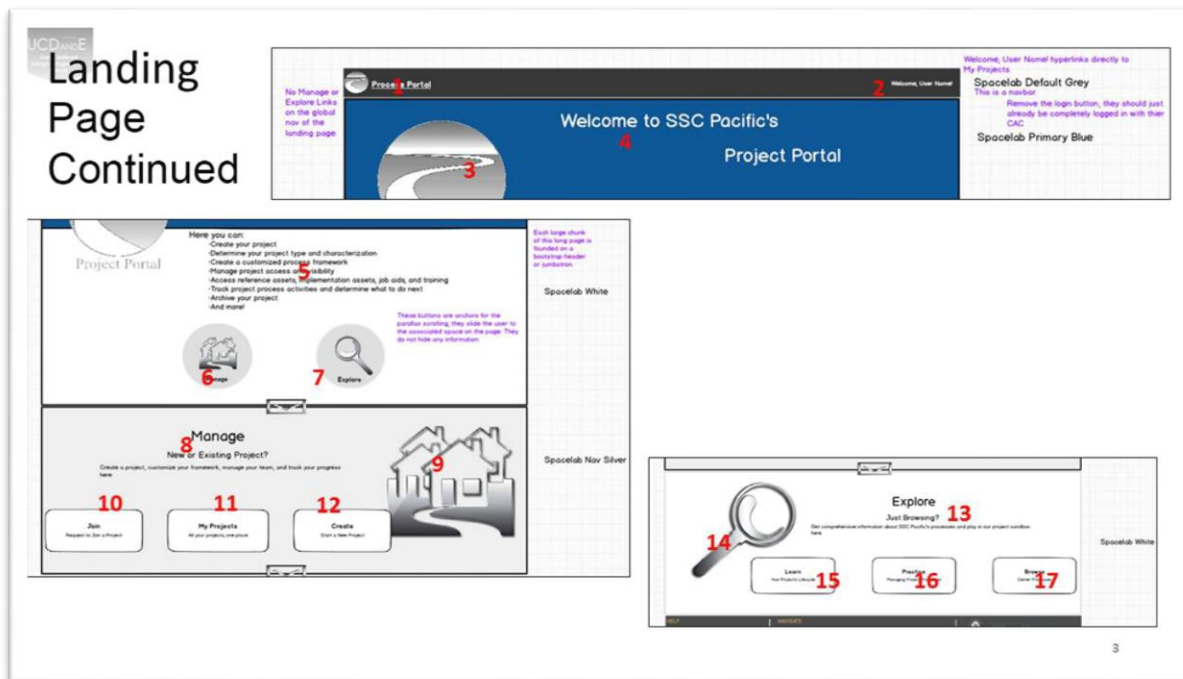 UCDANDE
Landing
Page
Continued
No Manage or
Explore Links
on the global
nav of the
landing page
1
Process Portal
2
Welcome, User Name!
3
Welcome to SSC Pacific's
4
Project Portal
Welcome, User Name! hyperlinks directly to
My Projects
Spacelab Default Grey
This is a navbar
Remove the login button, they should just
already be completely logged in with thier
CAC
Spacelab Primary Blue
Project Portal
Here you can:
·Create your project
·Determine your project type and characterization
·Create a customized process framework
·Manage project access and visibility
5
·Access reference assets, implementation assets, job aids, and training
·Track project process activities and determine what to do next
·Archive your project
·And more!
Each large chunk
of this long page is
founded on a
bootstrap header
or jumbotron.
Spacelab White
These buttons are anchors for the
parallax scrolling, they slide the user to
the associated space on the page. They
do not hide any information
6
Manage
7
Explore
Manage
8
New or Existing Project?
Create a project, customize your framework, manage your team, and track your progress
here.
9
Spacelab Nav Silver
10
Join
Request to Join a Project
11
My Projects
All your projects, one place
12
Create
Start a New Project
Explore
Just Browsing?
13
Get comprehensive information about SSC Pacific's processes and play in our project sandbox
here.
14
Spacelab White
Learn
Your Projects Lifecycle
15
Practice
Managing
16
Browse
17
HELP
NAVIGATE
3